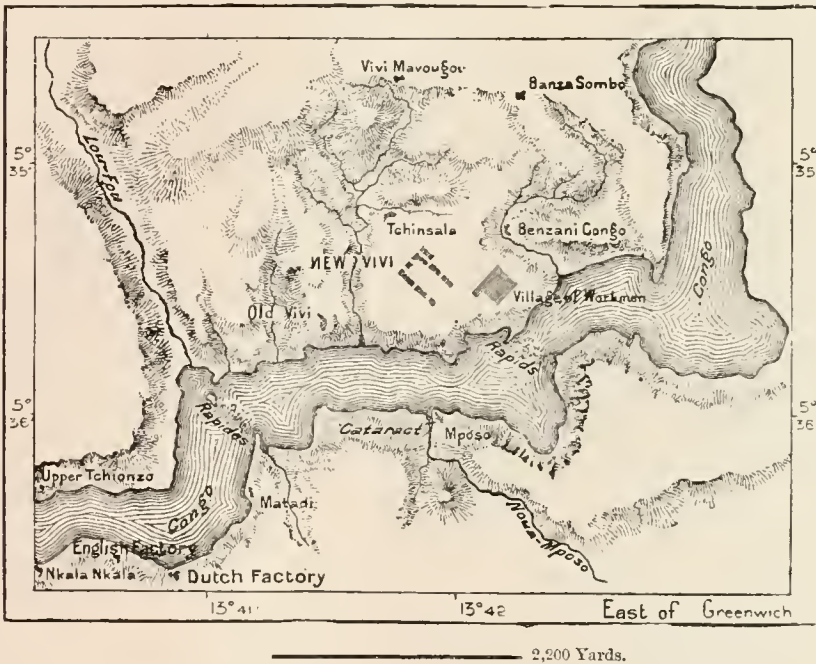 Vivi Mavougou
Banza Sombo
Lou-Fou
5°
35'
5°
35'
Tchinsala
Benzani Congo
Congo
NEW VIVI
Village of Workmen
Old Vivi
Rapids
5°
36'
5°
36'
Rapides
Cataract
Mposo
Upper Tchionzo
Congo
Matadi
Noua-Mposo
English Factory
Nkala Nkala
Dutch Factory
13°41'
13°42
East of Greenwich
2,200 Yards.